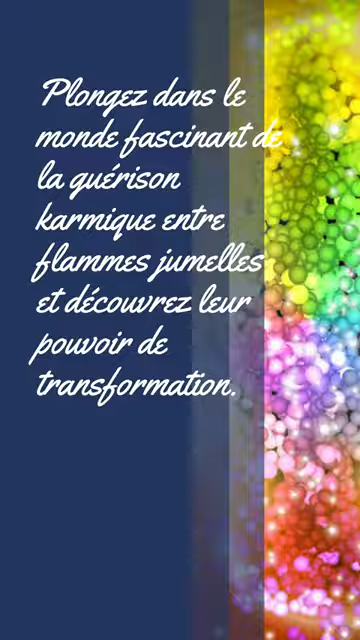 Plongez dans le
monde fascinant de
la guérison
karmique entre
flammes jumelles
et découvrez leur
pouvoir de
transformation.